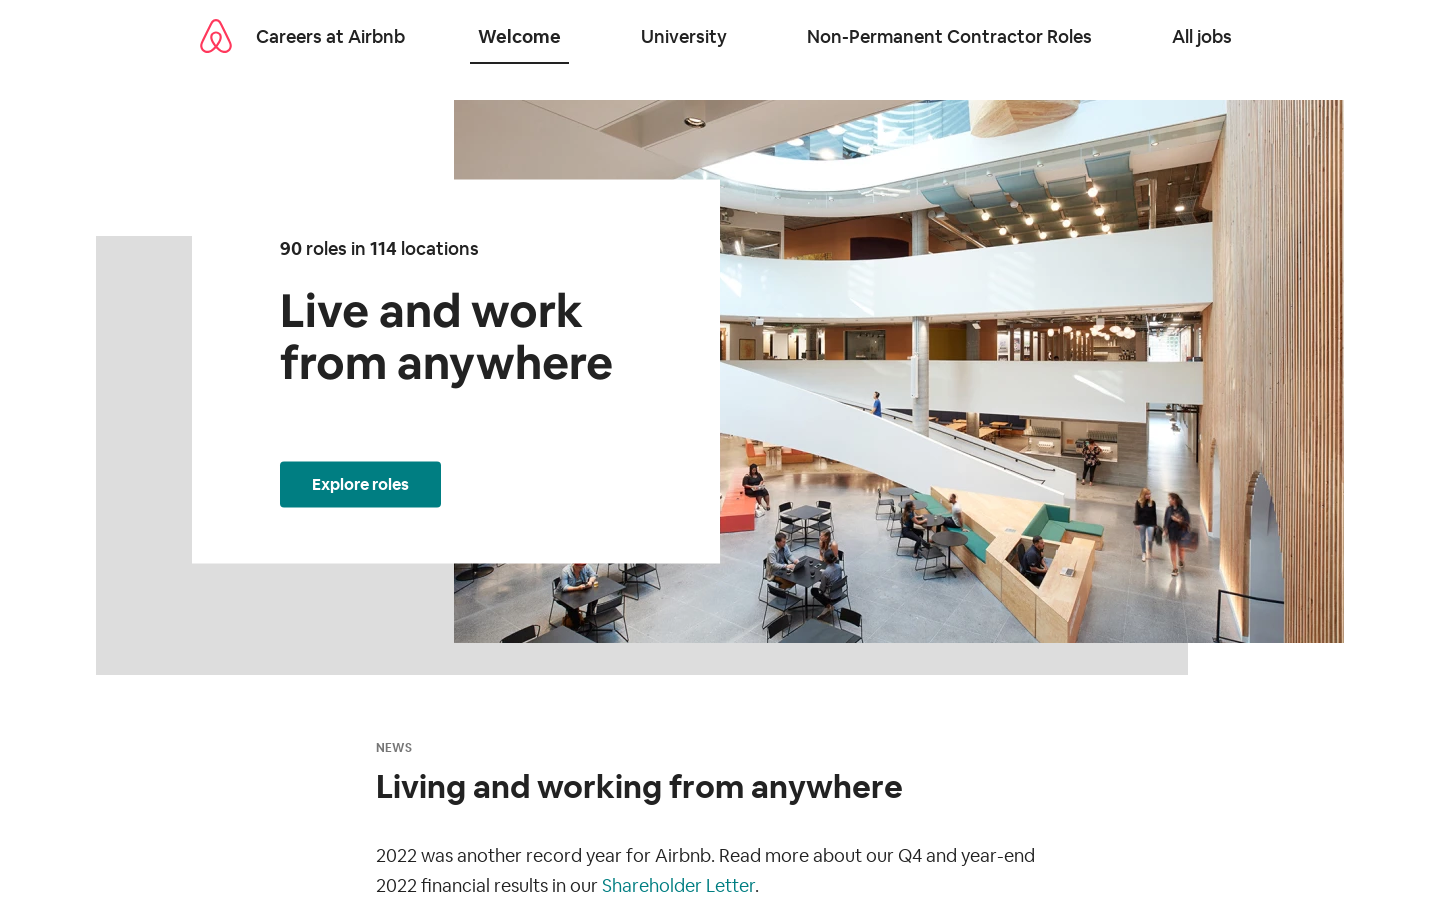 Careers at Airbnb
Welcome
University
Non-Permanent Contractor Roles
All jobs
90 roles in 114 locations
Live and work
from anywhere
Explore roles
NEWS
Living and working from anywhere
2022 was another record year for Airbnb. Read more about our Q4 and year-end
2022 financial results in our Shareholder Letter.